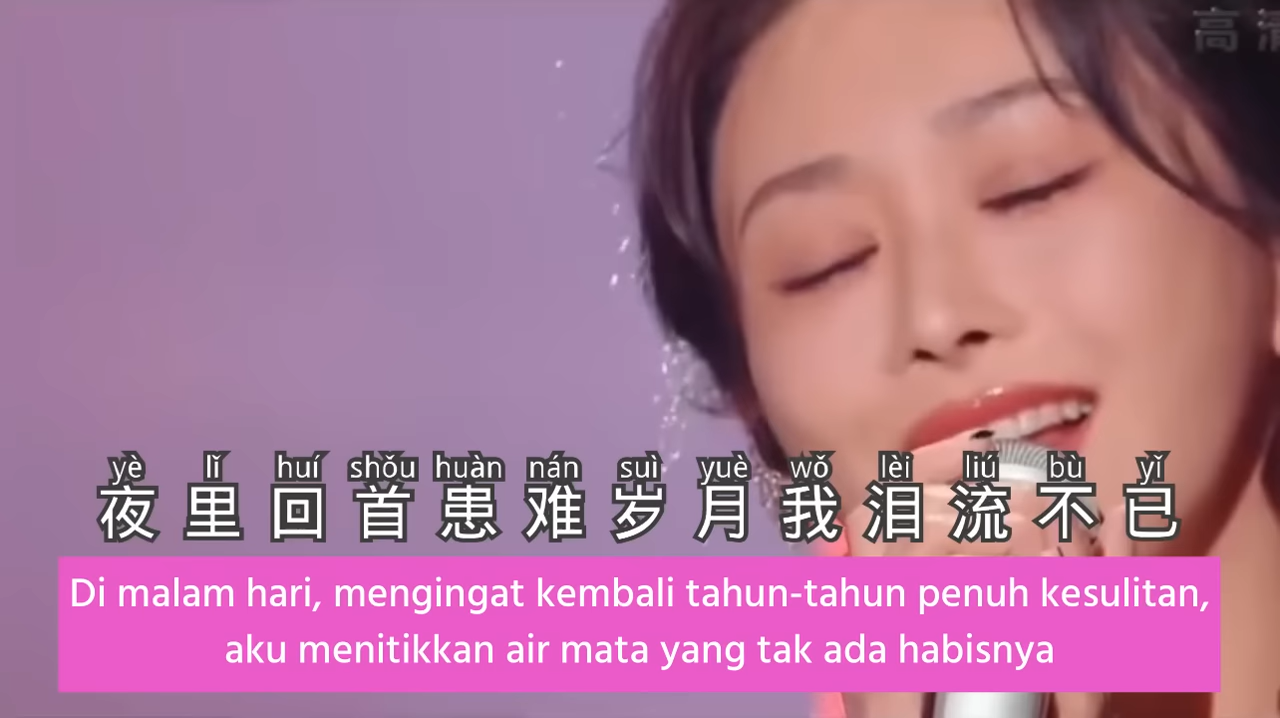 高清
yè lǐ huí shǒu huàn nán suì yuè wǒ lèi liú bù yǐ
夜里回首患难岁月我泪流不已
Di malam hari, mengingat kembali tahun-tahun penuh kesulitan,
aku menitikkan air mata yang tak ada habisnya